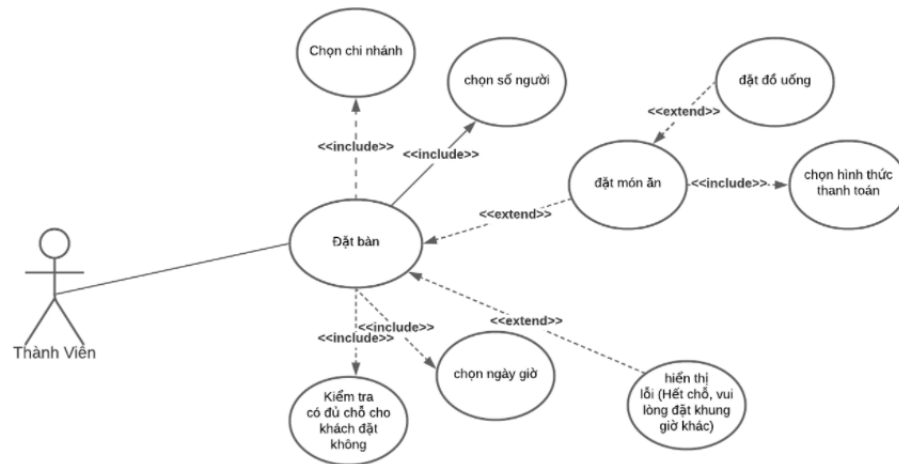 Chọn chi nhánh
chọn số người
đặt đồ uống
<<extend>>
<<include>>
<<include>>
đặt món ăn
<<include>>
chọn hình thức
thanh toán
<<extend>>
Đặt bàn
<<extend>>
<<include>>
<<include>>
Thành Viên
chọn ngày giờ
hiển thị
lỗi (Hết chỗ, vui
lòng đặt khung
giờ khác)
Kiểm tra
có đủ chỗ cho
khách đặt
không